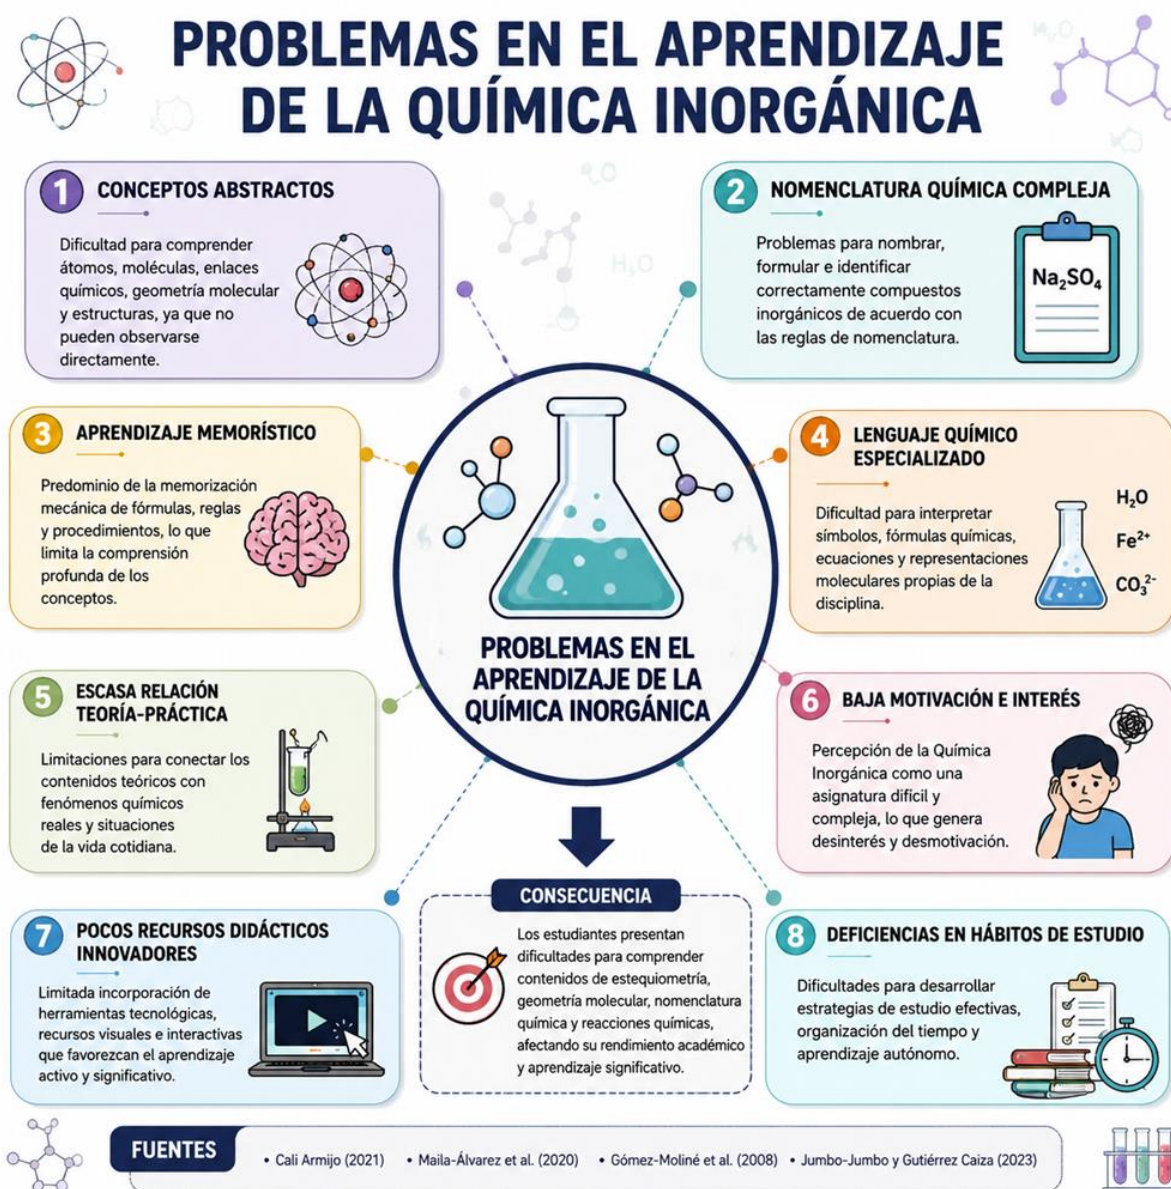 PROBLEMAS EN EL APRENDIZAJE
DE LA QUÍMICA INORGÁNICA
1 CONCEPTOS ABSTRACTOS
Dificultad para comprender
átomos, moléculas, enlaces
químicos, geometría molecular
y estructuras, ya que no
pueden observarse
directamente.
2 NOMENCLATURA QUÍMICA COMPLEJA
Problemas para nombrar,
formular e identificar
correctamente compuestos
inorgánicos de acuerdo con
las reglas de nomenclatura.
Na₂SO₄
H₂O
3 APRENDIZAJE MEMORÍSTICO
Predominio de la memorización
mecánica de fórmulas, reglas
y procedimientos, lo que
limita la comprensión
profunda de los
conceptos.
4 LENGUAJE QUÍMICO
ESPECIALIZADO
Dificultad para interpretar
símbolos, fórmulas químicas,
ecuaciones y representaciones
moleculares propias de la
disciplina.
H₂O
Fe²⁺
CO₃²⁻
PROBLEMAS EN EL
APRENDIZAJE DE LA
QUÍMICA INORGÁNICA
5 ESCASA RELACIÓN
TEORÍA-PRÁCTICA
Limitaciones para conectar los
contenidos teóricos con
fenómenos químicos
reales y situaciones
de la vida cotidiana.
6 BAJA MOTIVACIÓN E INTERÉS
Percepción de la Química
Inorgánica como una
asignatura difícil y
compleja, lo que genera
desinterés y desmotivación.
7 POCOS RECURSOS DIDÁCTICOS
INNOVADORES
Limitada incorporación de
herramientas tecnológicas,
recursos visuales e interactivas
que favorezcan el aprendizaje
activo y significativo.
CONSECUENCIA
Los estudiantes presentan
dificultades para comprender
contenidos de estequiometría,
geometría molecular, nomenclatura
química y reacciones químicas,
afectando su rendimiento académico
y aprendizaje significativo.
8 DEFICIENCIAS EN HÁBITOS DE ESTUDIO
Dificultades para desarrollar
estrategias de estudio efectivas,
organización del tiempo y
aprendizaje autónomo.
FUENTES
• Cali Armijo (2021) • Maila-Álvarez et al. (2020) • Gómez-Moliné et al. (2008) • Jumbo-Jumbo y Gutiérrez Caiza (2023)